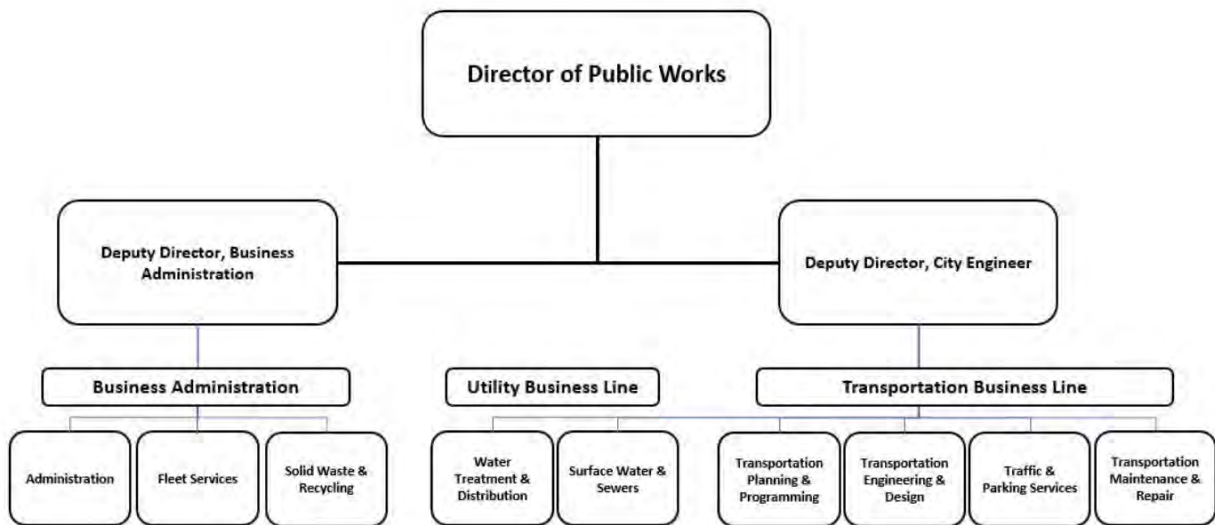 Director of Public Works
Deputy Director, Business
Administration
Deputy Director, City Engineer
Business Administration
Utility Business Line
Transportation Business Line
Administration
Fleet Services
Solid Waste &
Recycling
Water
Treatment &
Distribution
Surface Water &
Sewers
Transportation
Planning &
Programming
Transportation
Engineering &
Design
Traffic &
Parking Services
Transportation
Maintenance &
Repair